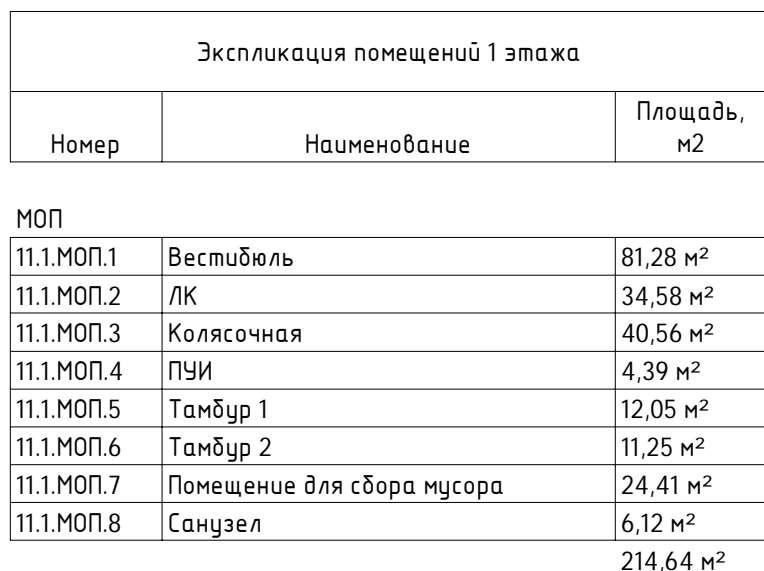 Экспликация помещений 1 этажа
Номер Наименование Площадь, м2
МОП
11.1.МОП.1 Вестибюль 81,28 м²
11.1.МОП.2 ЛК 34,58 м²
11.1.МОП.3 Колясочная 40,56 м²
11.1.МОП.4 ПУИ 4,39 м²
11.1.МОП.5 Тамбур 1 12,05 м²
11.1.МОП.6 Тамбур 2 11,25 м²
11.1.МОП.7 Помещение для сбора мусора 24,41 м²
11.1.МОП.8 Санузел 6,12 м²
214,64 м²